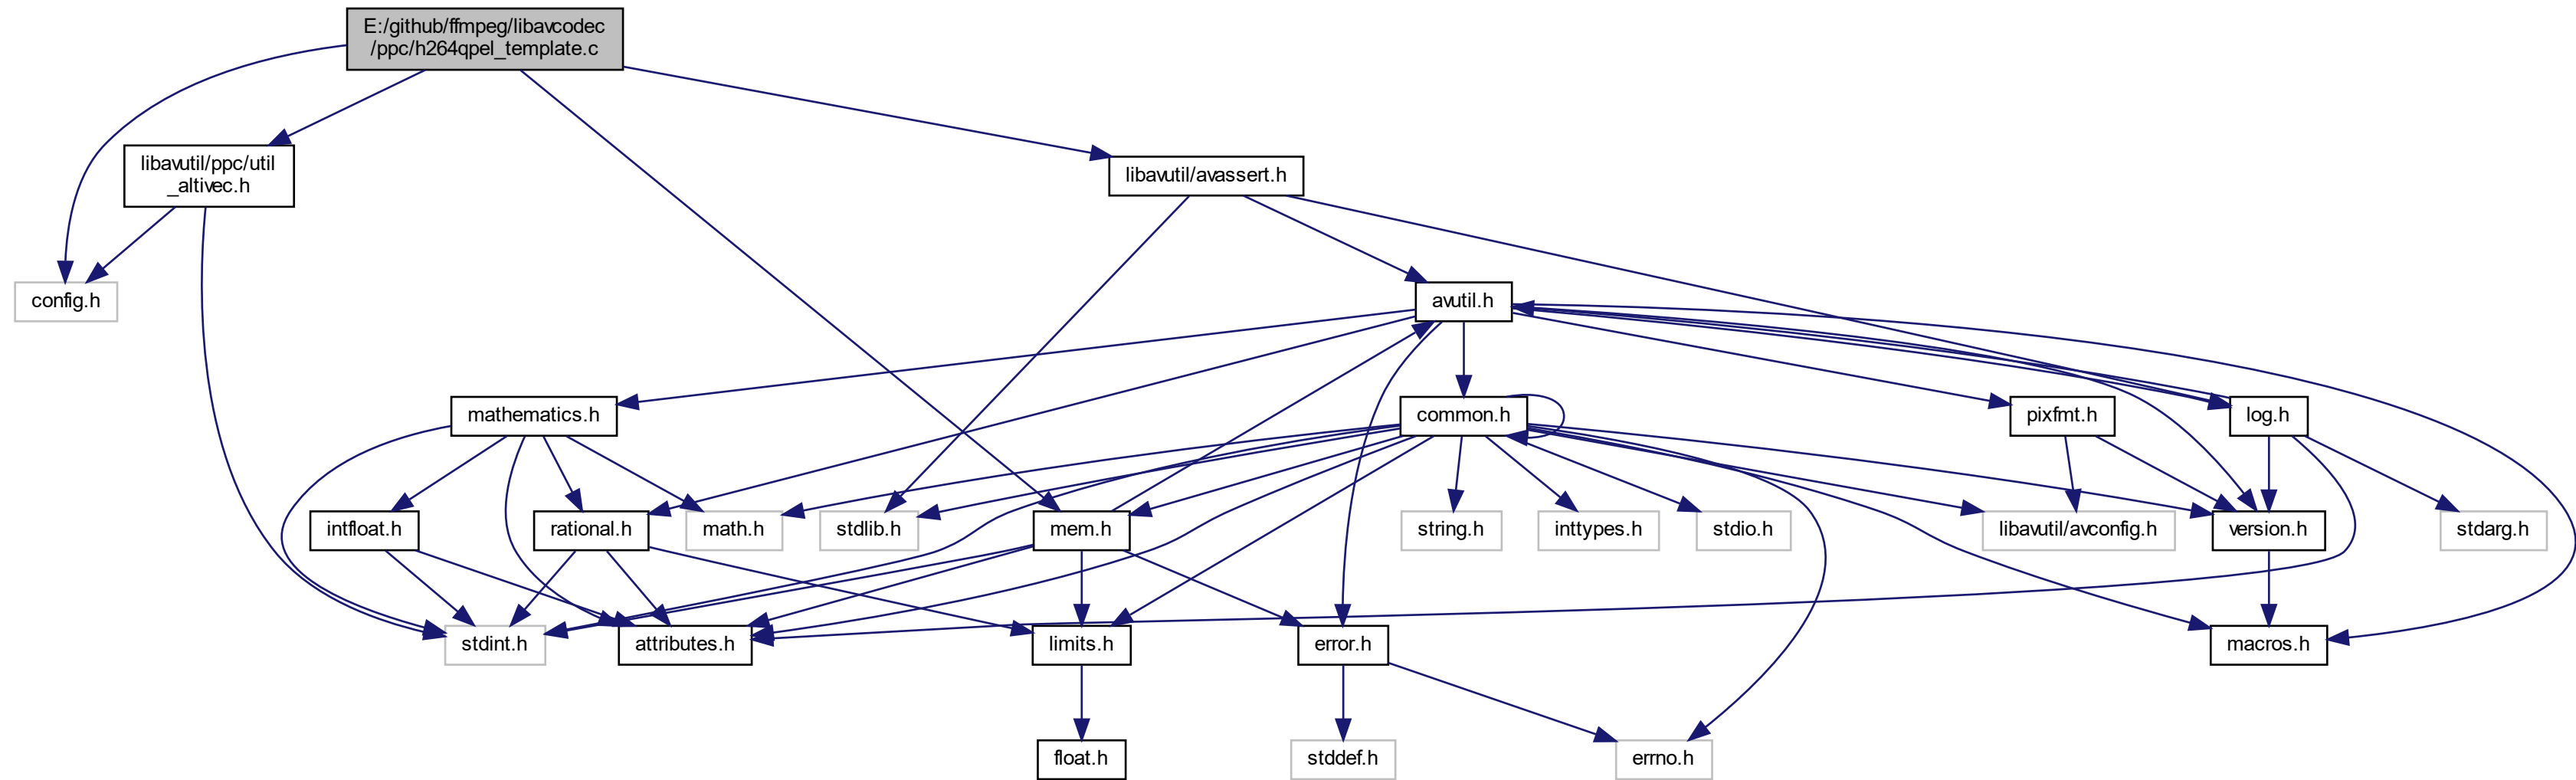 E:/github/ffmpeg/libavcodec
/ppc/h264qpel_template.c
libavutil/ppc/util
_altivec.h
libavutil/avassert.h
config.h
avutil.h
mathematics.h
common.h
pixfmt.h
log.h
intfloat.h
rational.h
math.h
stdlib.h
mem.h
string.h
inttypes.h
stdio.h
libavutil/avconfig.h
version.h
stdarg.h
stdint.h
attributes.h
limits.h
error.h
macros.h
float.h
stddef.h
errno.h